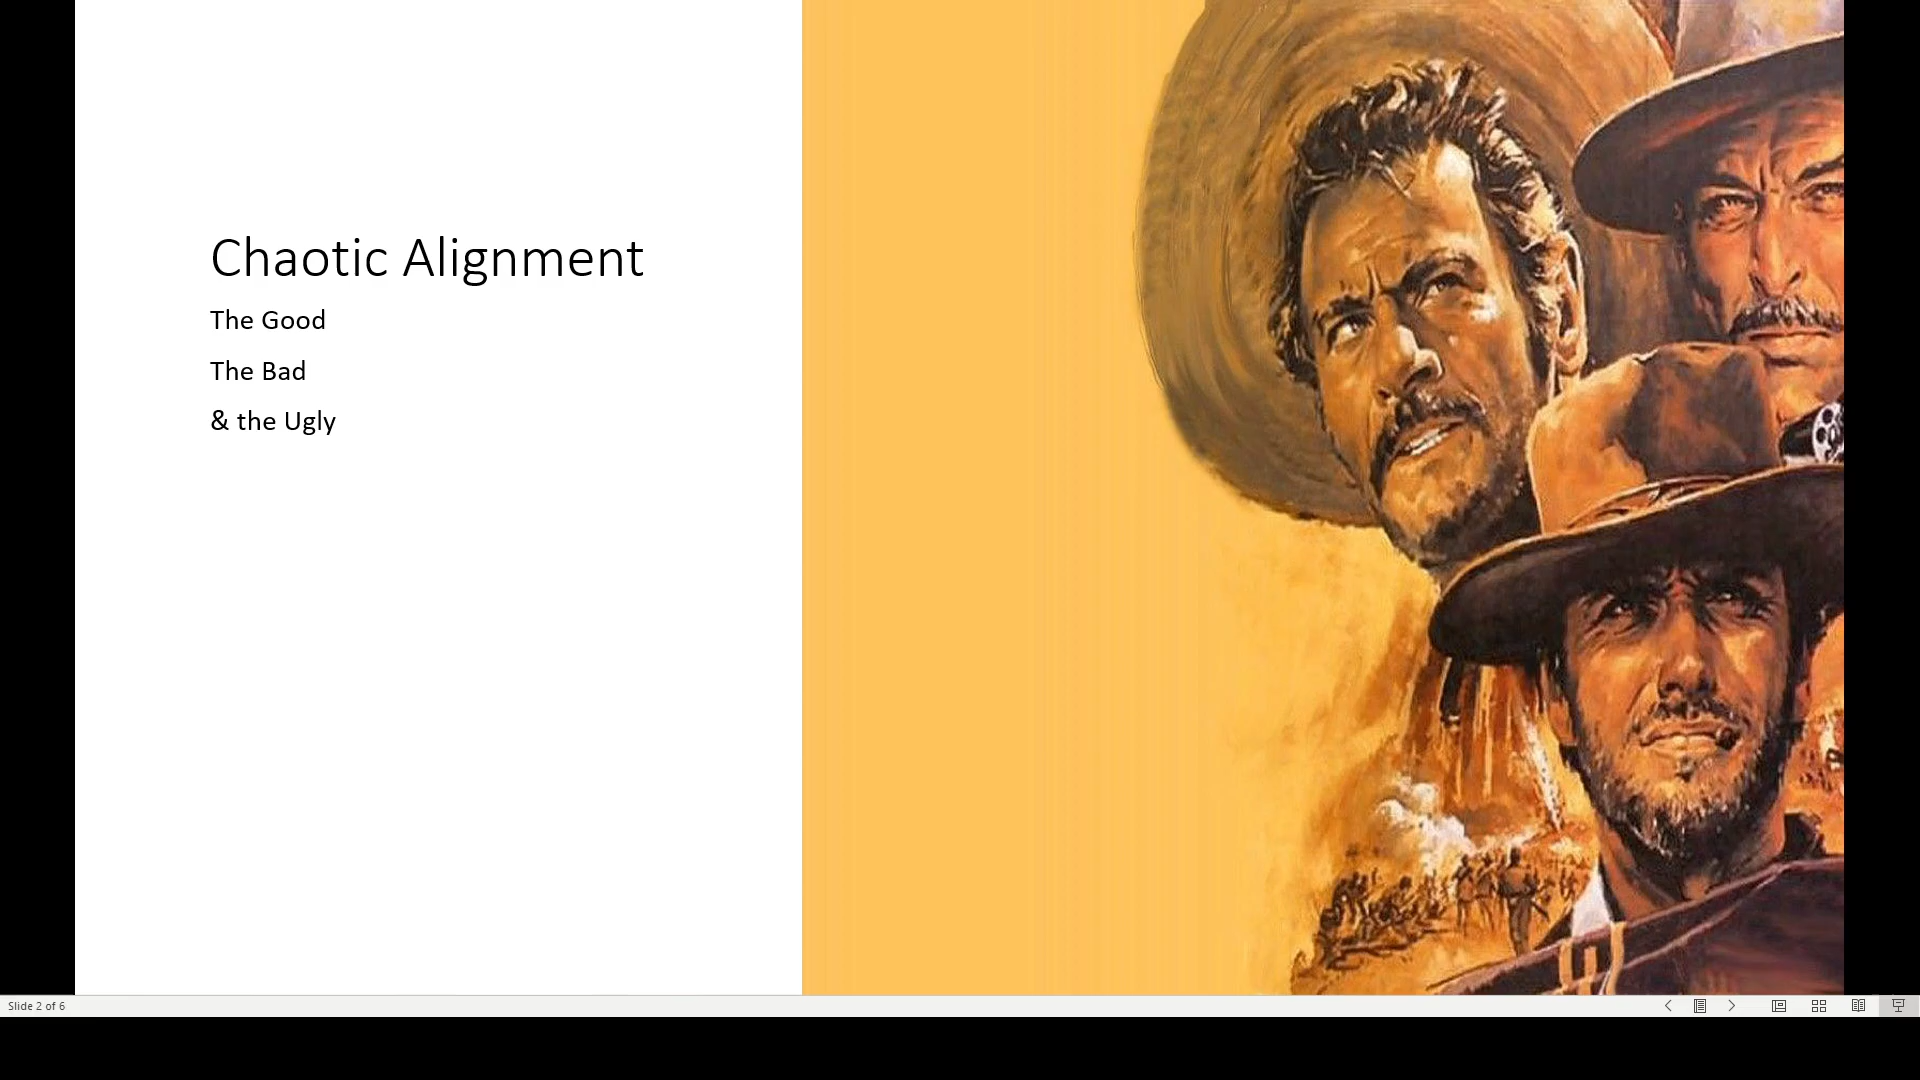 Chaotic Alignment
The Good
The Bad
& the Ugly
Slide 2 of 6